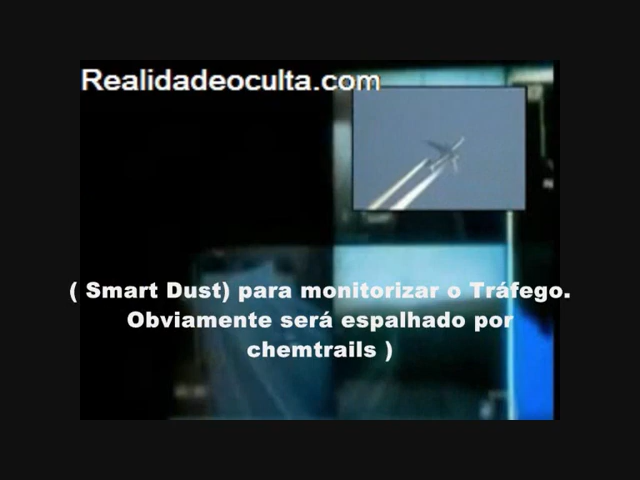 Realidadeoculta.com
( Smart Dust) para monitorizar o Tráfego.
Obviamente será espalhado por
chemtrails )